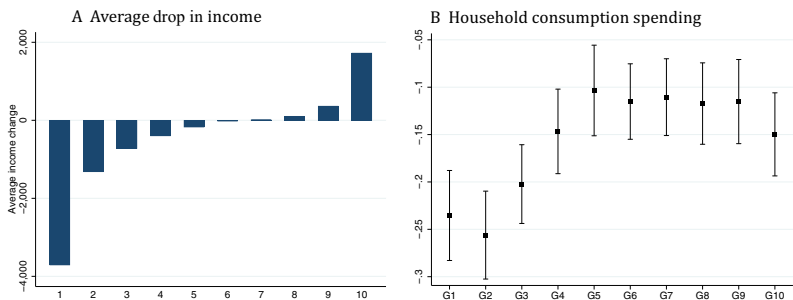 A Average drop in income
Average income change
2,000
0
−2,000
−4,000
1 2 3 4 5 6 7 8 9 10
B Household consumption spending
−.05
−.1
−.15
−.2
−.25
−.3
G1 G2 G3 G4 G5 G6 G7 G8 G9 G10